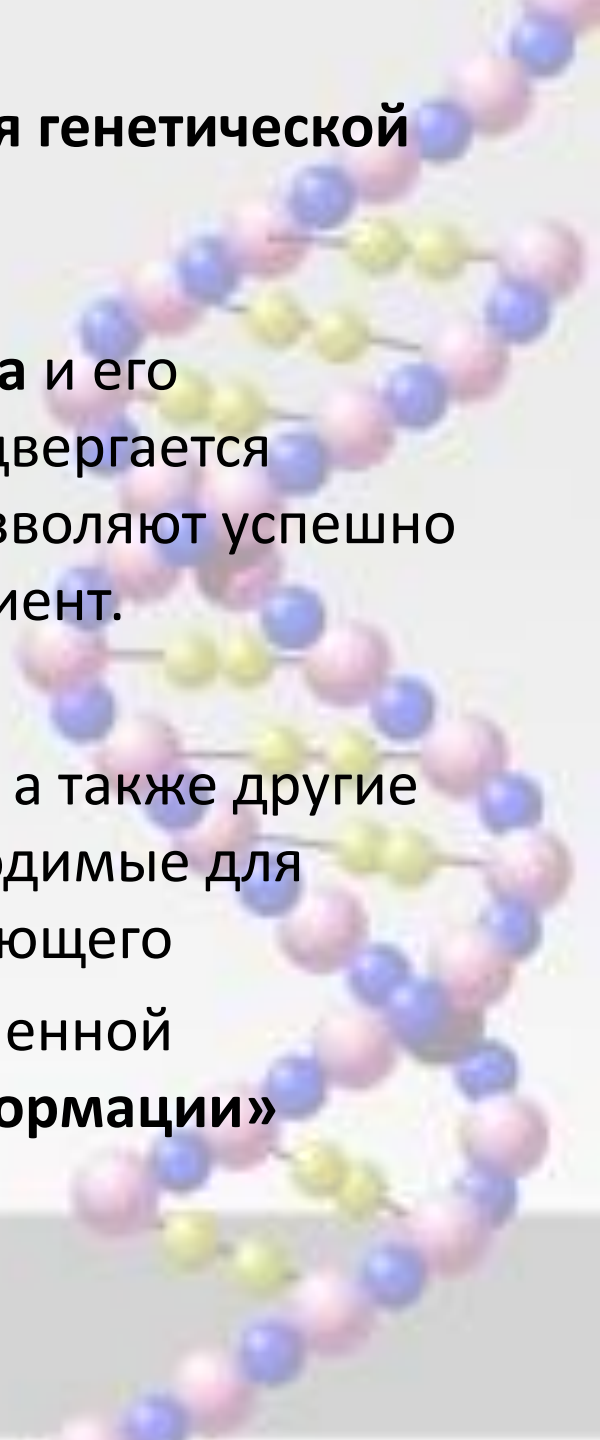 я генетической
а и его
двергается
зволяют успешно
иент.
а также другие
одимые для
ющего
енной
ормации»